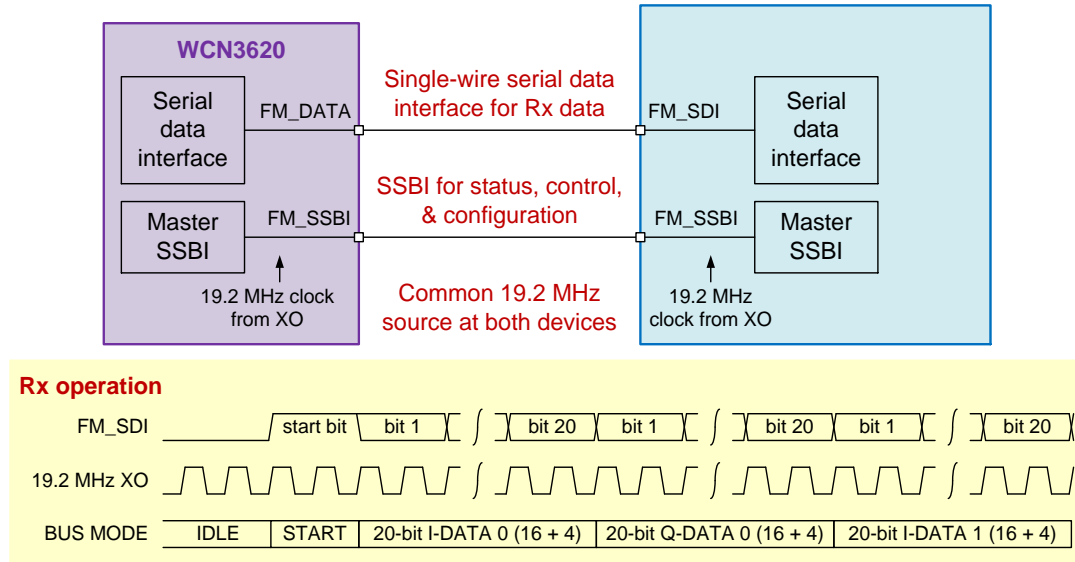 WCN3620
Serial
data
interface
FM_DATA
Single-wire serial data
interface for Rx data
FM_SDI
Serial
data
interface
Master
SSBI
FM_SSBI
SSBI for status, control,
& configuration
FM_SSBI
Master
SSBI
19.2 MHz clock
from XO
Common 19.2 MHz
source at both devices
19.2 MHz
clock from XO
Rx operation
FM_SDI start bit bit 1 bit 20 bit 1 bit 20 bit 1 bit 20
19.2 MHz XO
BUS MODE IDLE START 20-bit I-DATA 0 (16 + 4) 20-bit Q-DATA 0 (16 + 4) 20-bit I-DATA 1 (16 + 4)